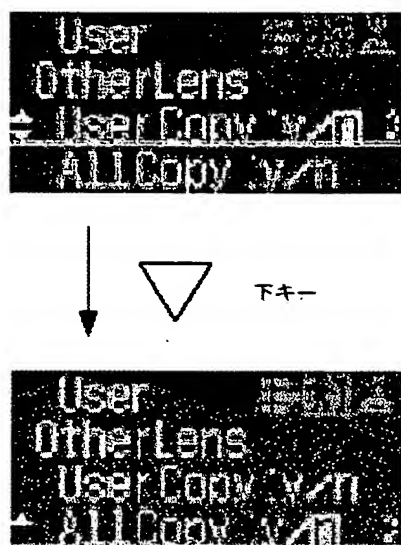 User
OtherLens
UserCopy :y/n
AllCopy :y/n
下キー
User
OtherLens
UserCopy :y/n
AllCopy :y/n